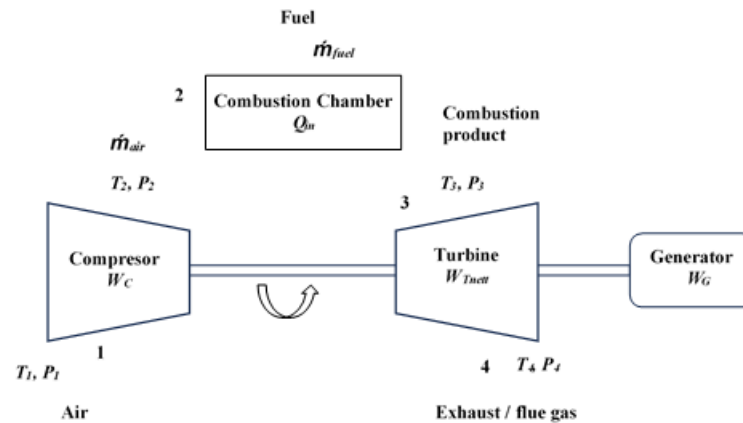 Fuel
ṁfuel
2
Combustion Chamber
Qin
Combustion
product
ṁair
T2, P2
T3, P3
3
Compresor
WC
Turbine
WTnett
Generator
WG
1
4
T1, P1
T4, P4
Air
Exhaust / flue gas